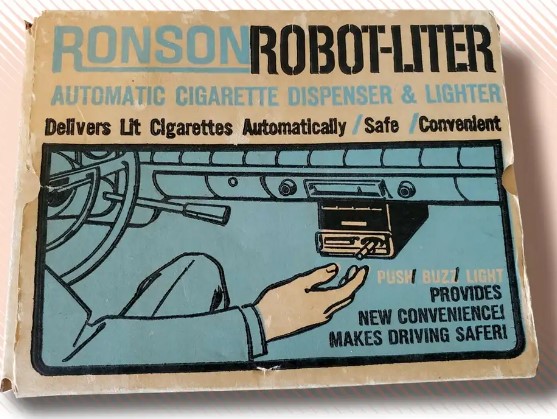 RONSON ROBOT-LITER
AUTOMATIC CIGARETTE DISPENSER & LIGHTER
Delivers Lit Cigarettes Automatically / Safe / Convenient
PUSH/ BUZZ/ LIGHT
PROVIDES
NEW CONVENIENCE!
MAKES DRIVING SAFER!